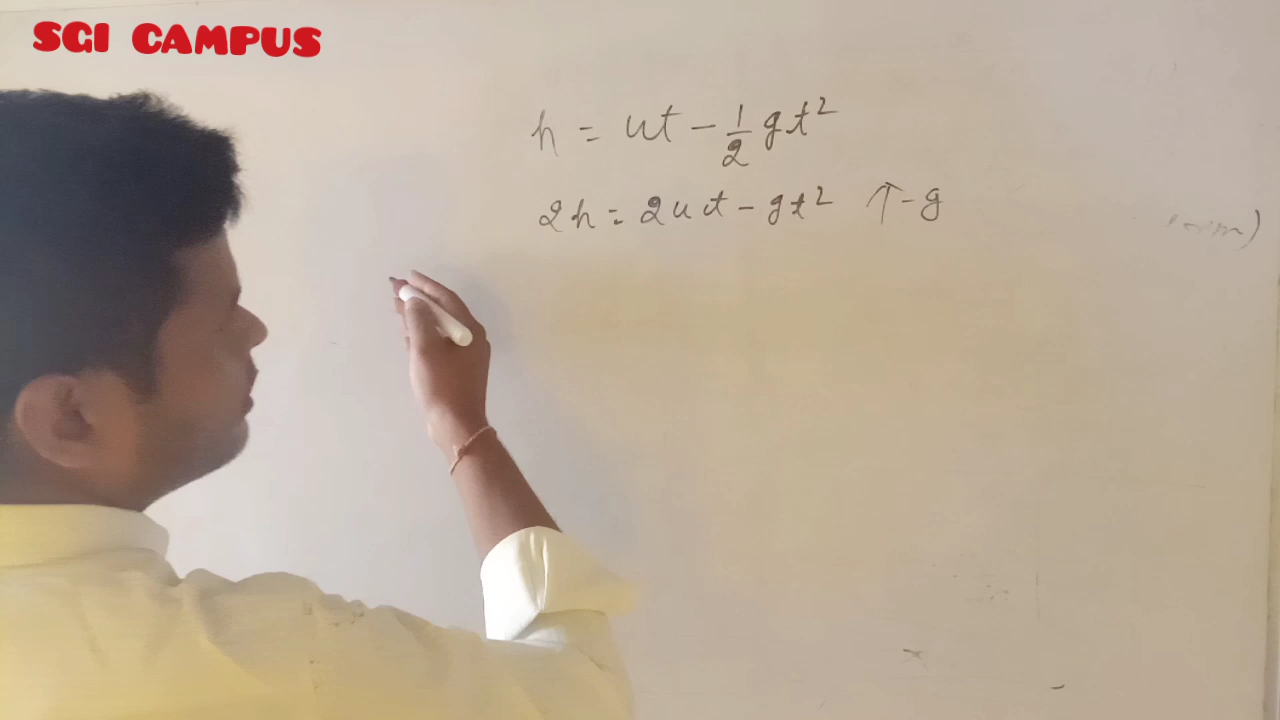 SGI CAMPUS
h = ut - 1/2 gt²
2h = 2ut - gt² ↑-g